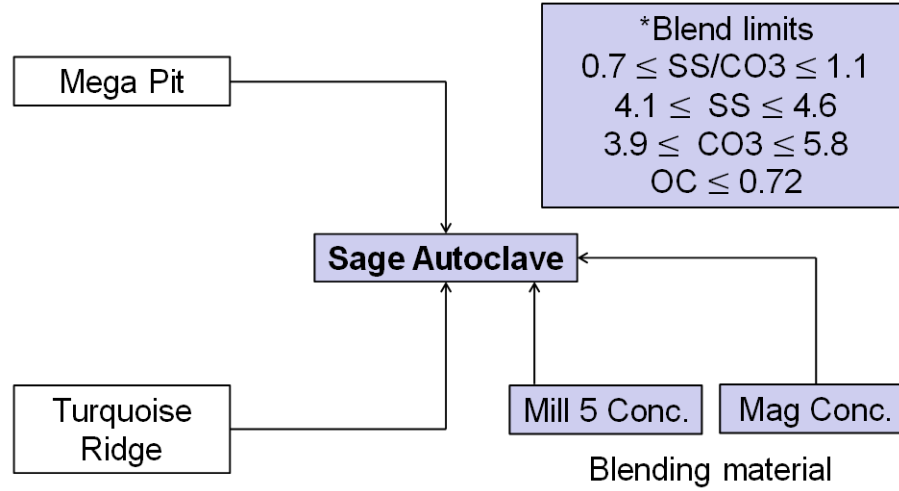 *Blend limits
0.7 ≤ SS/CO3 ≤ 1.1
4.1 ≤ SS ≤ 4.6
3.9 ≤ CO3 ≤ 5.8
OC ≤ 0.72
Mega Pit
Sage Autoclave
Turquoise
Ridge
Mill 5 Conc.
Mag Conc.
Blending material